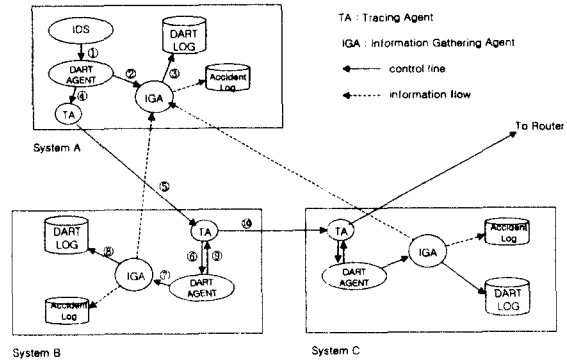 IDS
①
DART
AGENT
②
③
④
TA
IGA
DART
LOG
Accident
Log
System A
TA : Tracing Agent
IGA : Information Gathering Agent
control line
information flow
To Router
⑤
DART
LOG
⑧
IGA
Accident
Log
⑦
TA
⑥
⑨
DART
AGENT
System B
⑩
TA
DART
AGENT
IGA
Accident
Log
DART
LOG
System C